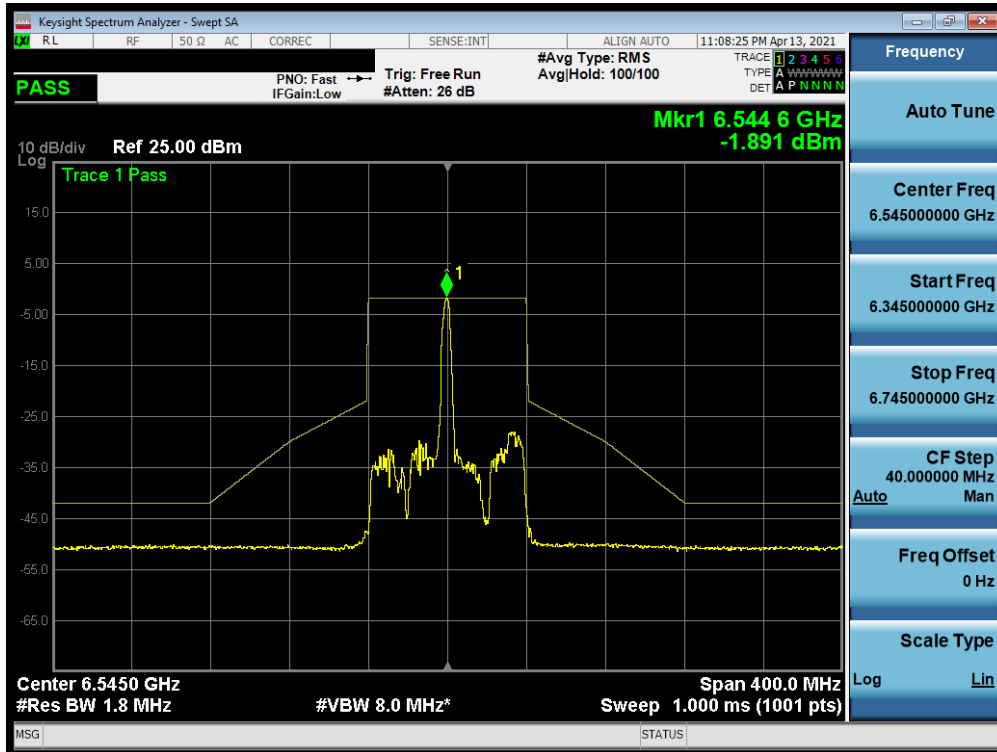 Keysight Spectrum Analyzer - Swept SA
LXI RL RF 50 Ω AC CORREC SENSE:INT ALIGN AUTO 11:08:25 PM Apr 13, 2021
PASS
PNO: Fast
IFGain:Low
Trig: Free Run
#Atten: 26 dB
#Avg Type: RMS
Avg|Hold: 100/100
TRACE 1 2 3 4 5 6
TYPE A WWWWW
DET A P N N N N
Mkr1 6.544 6 GHz
-1.891 dBm
10 dB/div Ref 25.00 dBm
Log
Trace 1 Pass
15.0
5.00
-5.00
-15.0
-25.0
-35.0
-45.0
-55.0
-65.0
1
Center 6.5450 GHz Span 400.0 MHz
#Res BW 1.8 MHz #VBW 8.0 MHz* Sweep 1.000 ms (1001 pts)
MSG STATUS
Frequency
Auto Tune
Center Freq
6.545000000 GHz
Start Freq
6.345000000 GHz
Stop Freq
6.745000000 GHz
CF Step
40.000000 MHz
Auto Man
Freq Offset
0 Hz
Scale Type
Log Lin